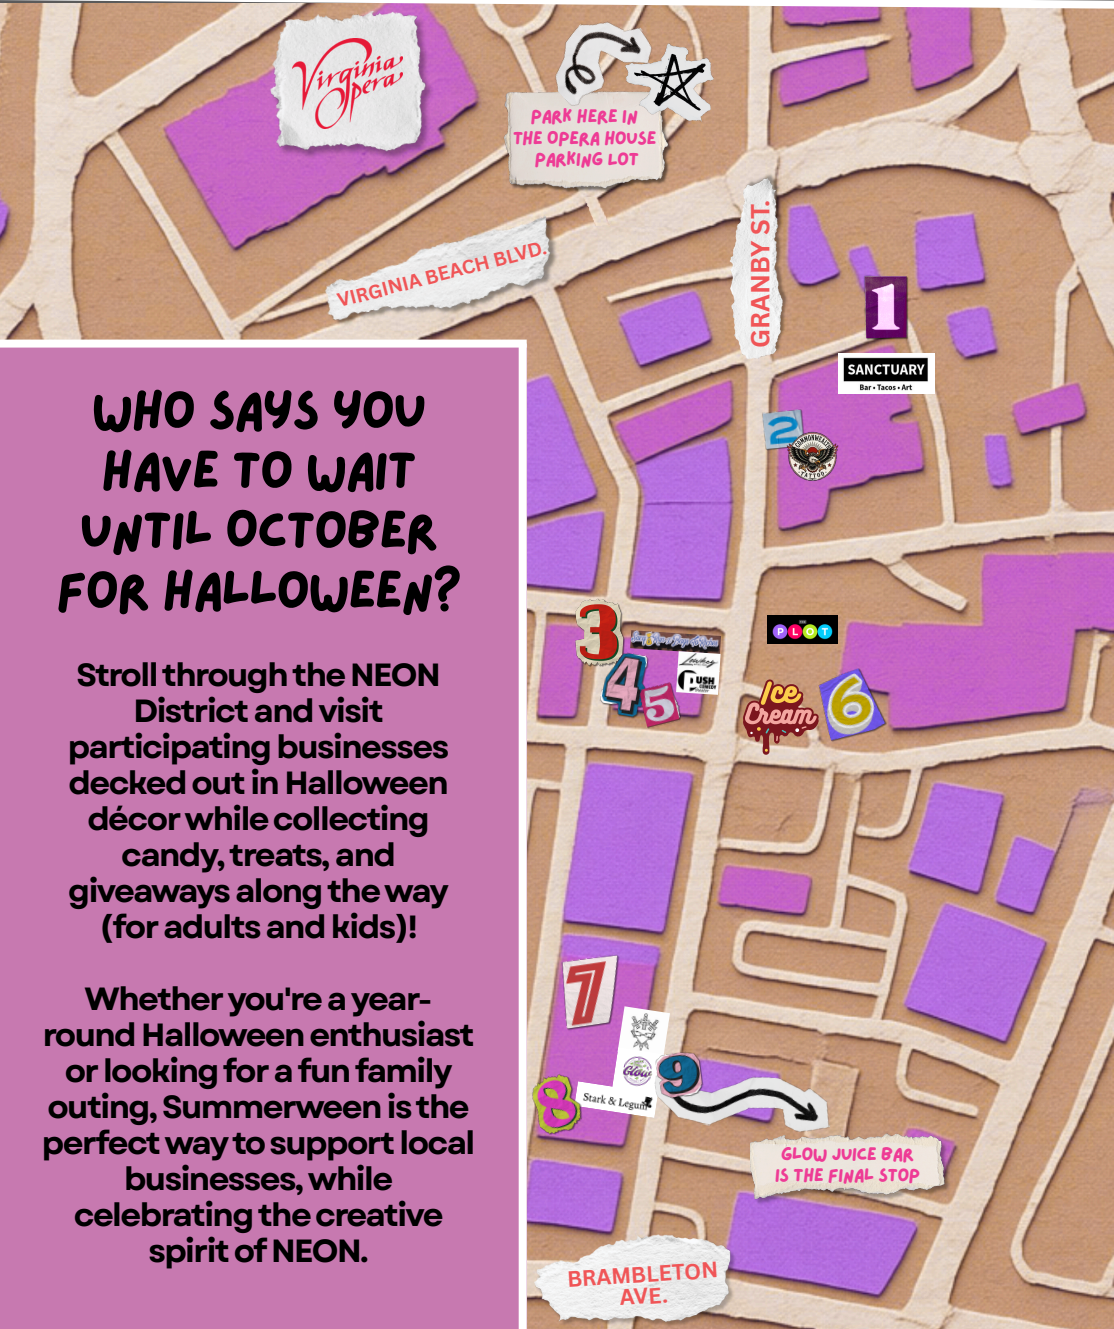 Virginia
Opera
PARK HERE IN
THE OPERA HOUSE
PARKING LOT
VIRGINIA BEACH BLVD.
GRANBY ST.
1
SANCTUARY
Bar • Tacos • Art
2
COMMONWEALTH
TATTOO
WHO SAYS YOU
HAVE TO WAIT
UNTIL OCTOBER
FOR HALLOWEEN?
Stroll through the NEON
District and visit
participating businesses
decked out in Halloween
décor while collecting
candy, treats, and
giveaways along the way
(for adults and kids)!
Whether you're a year-
round Halloween enthusiast
or looking for a fun family
outing, Summerween is the
perfect way to support local
businesses, while
celebrating the creative
spirit of NEON.
3
4
5
PUSH
COMEDY
THE
PLOT
Ice
Cream
6
7
Glow
9
8
Stark & Legum
GLOW JUICE BAR
IS THE FINAL STOP
BRAMBLETON
AVE.